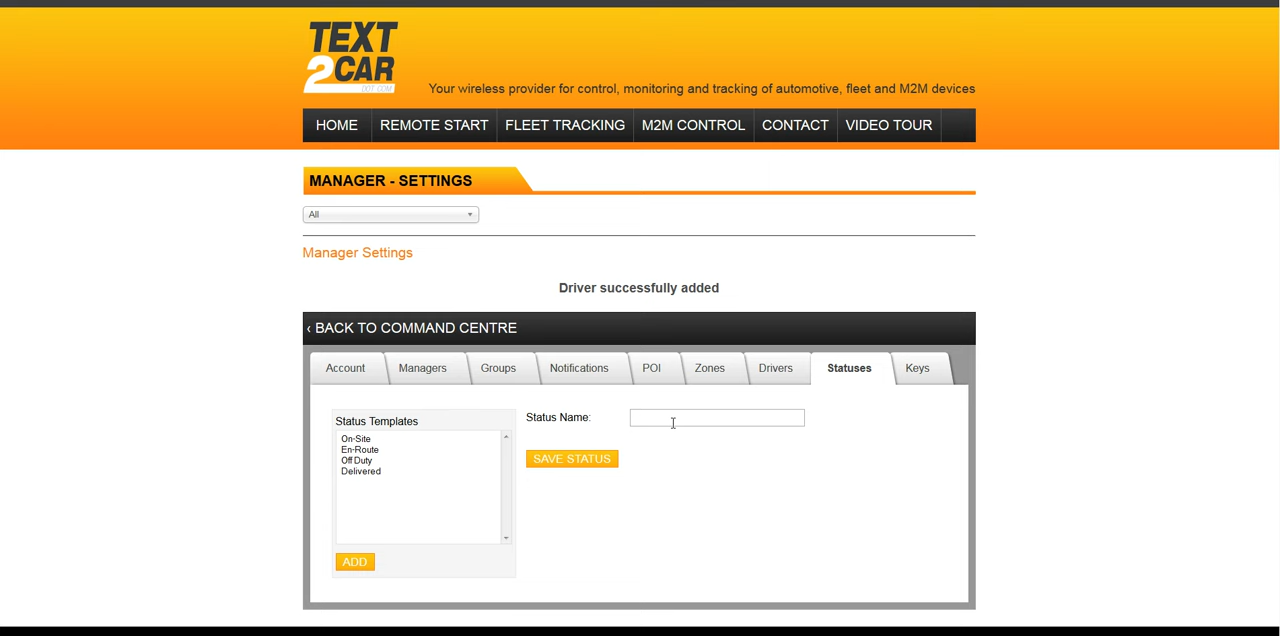 TEXT
2CAR
DOT COM
Your wireless provider for control, monitoring and tracking of automotive, fleet and M2M devices
HOME REMOTE START FLEET TRACKING M2M CONTROL CONTACT VIDEO TOUR
MANAGER - SETTINGS
All
Manager Settings
Driver successfully added
‹ BACK TO COMMAND CENTRE
Account Managers Groups Notifications POI Zones Drivers Statuses Keys
Status Templates
On-Site
En-Route
Off Duty
Delivered
ADD
Status Name:
SAVE STATUS